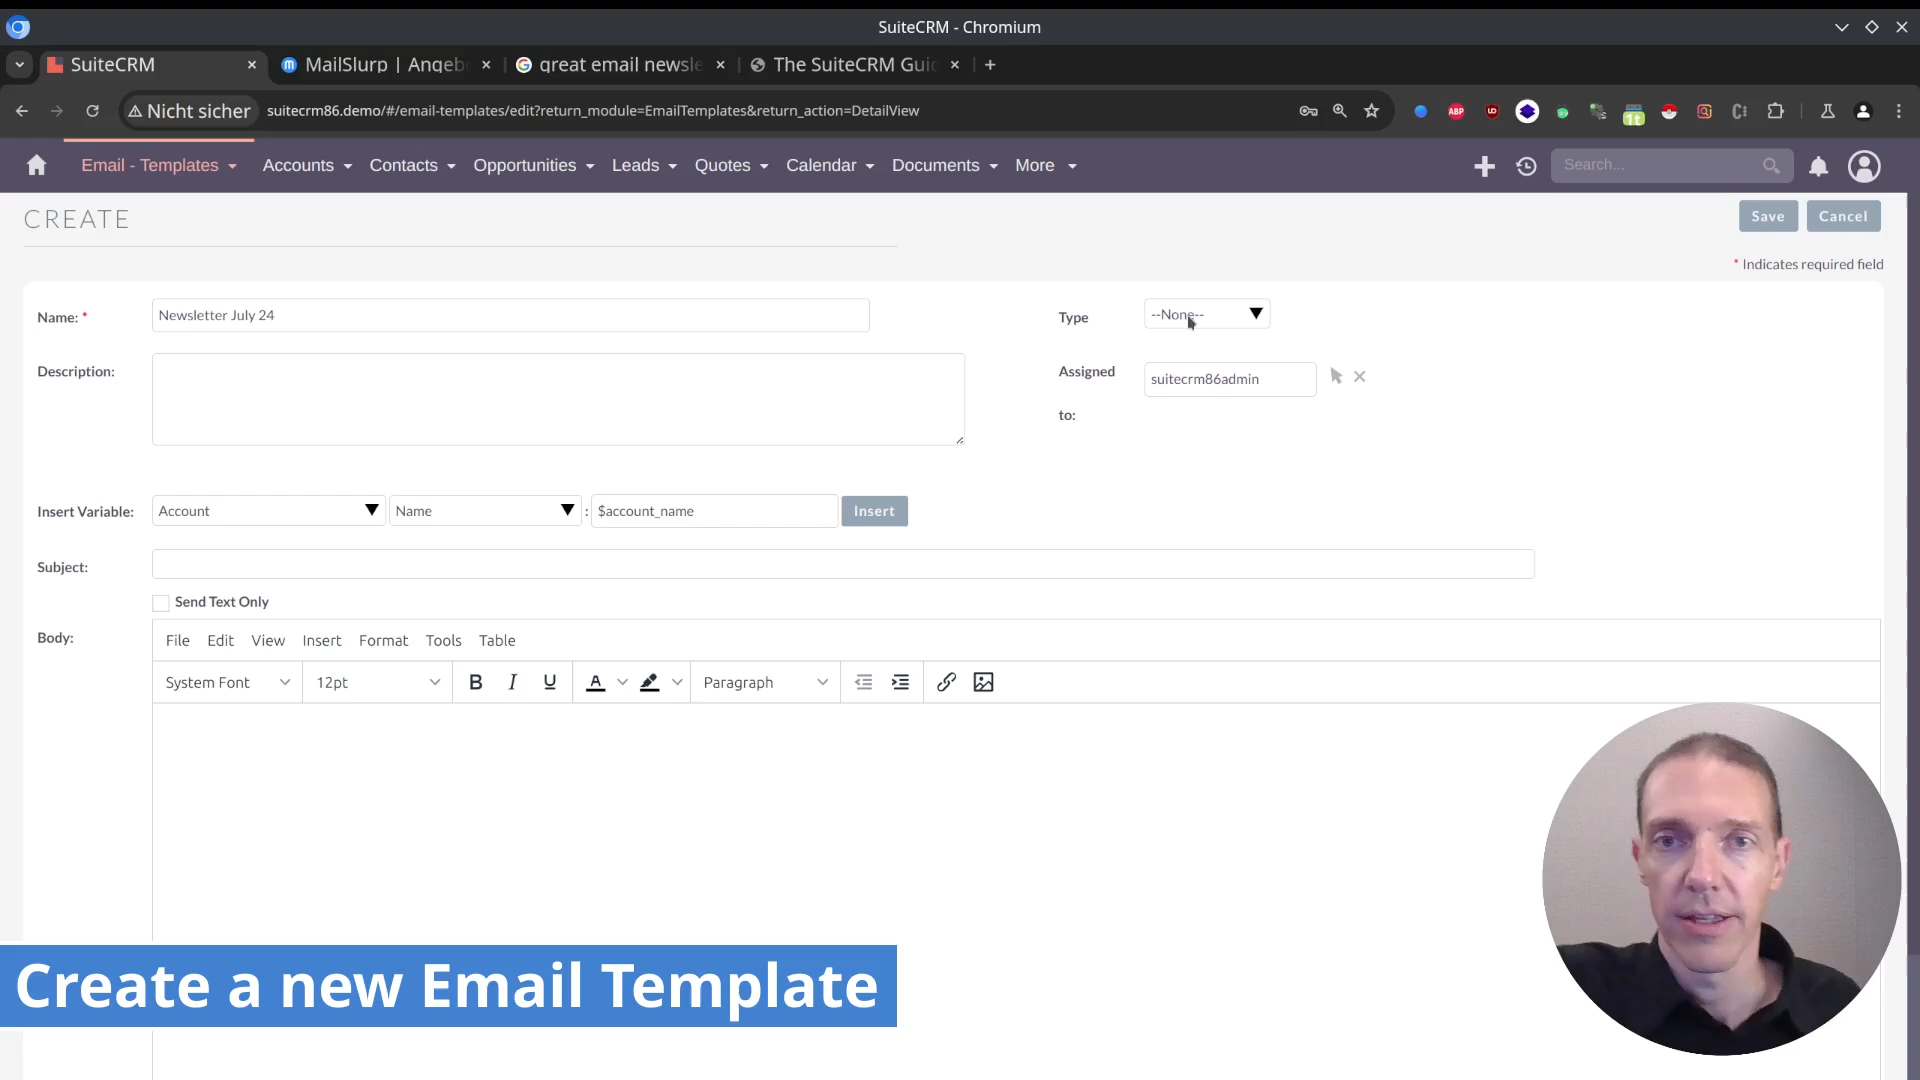 SuiteCRM - Chromium
SuiteCRM
MailSlurp | Angeb
great email newsle
The SuiteCRM Gui
Nicht sicher
suitecrm86.demo/#/email-templates/edit?return_module=EmailTemplates&return_action=DetailView
ABP
1t
Email - Templates
Accounts
Contacts
Opportunities
Leads
Quotes
Calendar
Documents
More
Search...
CREATE
Save
Cancel
* Indicates required field
Name: *
Newsletter July 24
Type
--None--
Description:
Assigned
to:
suitecrm86admin
Insert Variable:
Account
Name
:
$account_name
Insert
Subject:
Send Text Only
Body:
File
Edit
View
Insert
Format
Tools
Table
System Font
12pt
B
I
U
A
Paragraph
Create a new Email Template